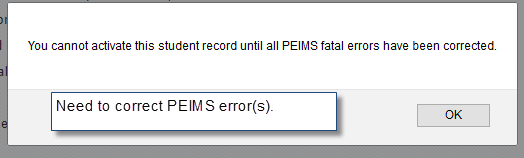 You cannot activate this student record until all PEIMS fatal errors have been corrected.
Need to correct PEIMS error(s).
OK